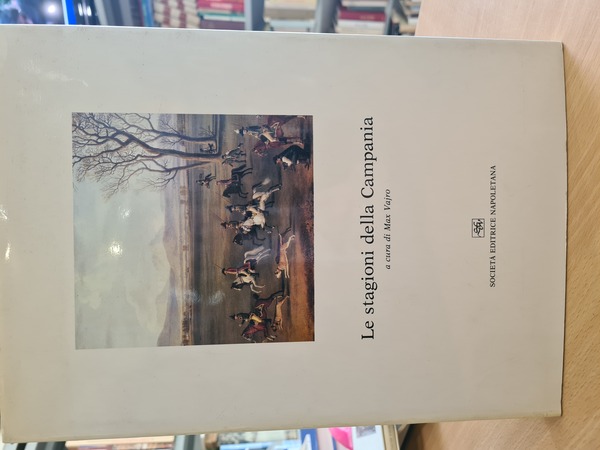 Le stagioni della Campania
a cura di Max Vajro
SOCIETÀ EDITRICE NAPOLETANA